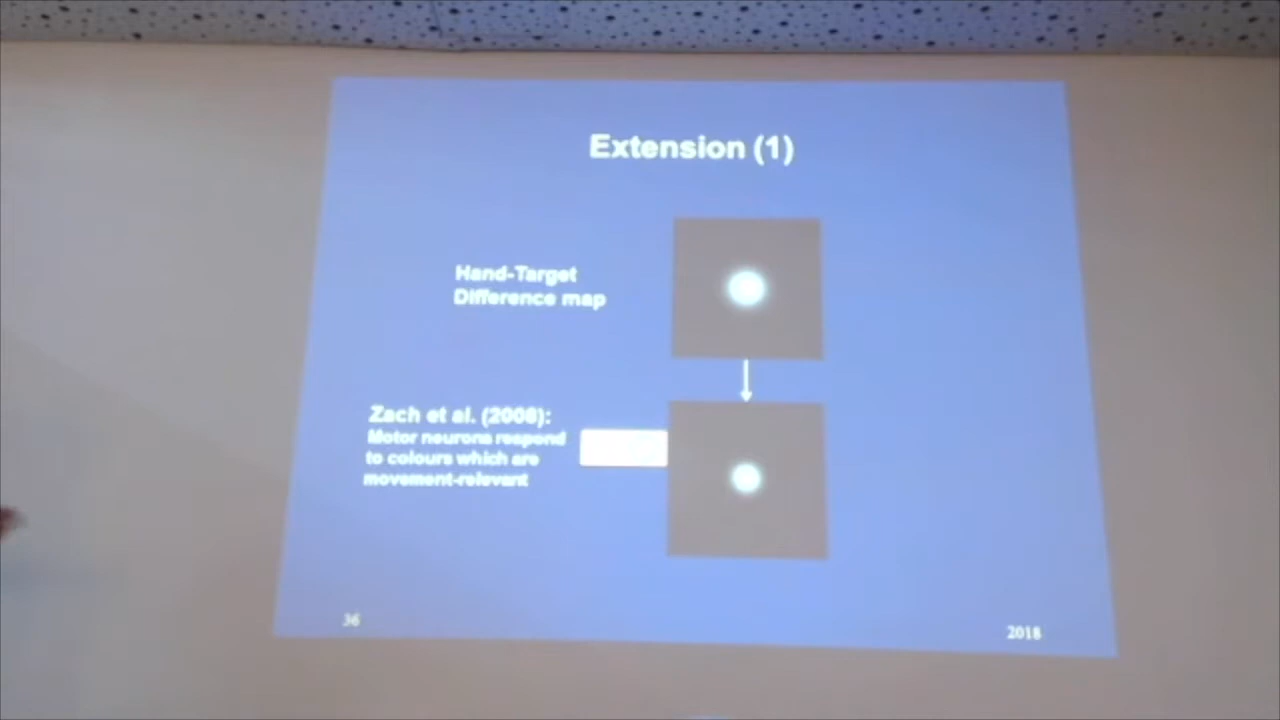 Extension (1)
Hand-Target
Difference map
Zach et al. (2008):
Motor neurons respond
to colours which are
movement-relevant
36
2018